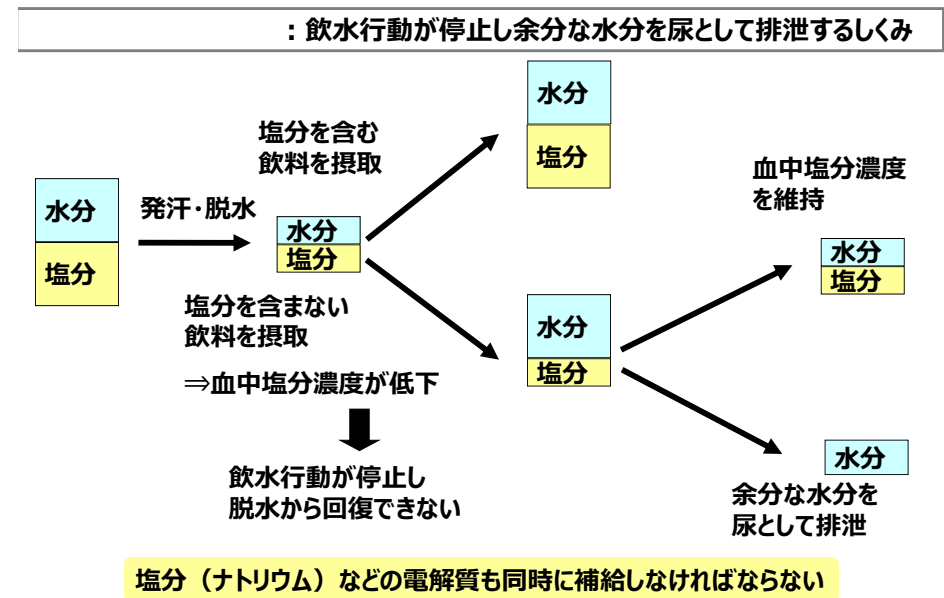 ：飲水行動が停止し余分な水分を尿として排泄するしくみ
水分
塩分
発汗・脱水
塩分を含む
飲料を摂取
水分
塩分
水分
塩分
塩分を含まない
飲料を摂取
⇒血中塩分濃度が低下
飲水行動が停止し
脱水から回復できない
水分
塩分
血中塩分濃度
を維持
水分
塩分
水分
余分な水分を
尿として排泄
塩分（ナトリウム）などの電解質も同時に補給しなければならない